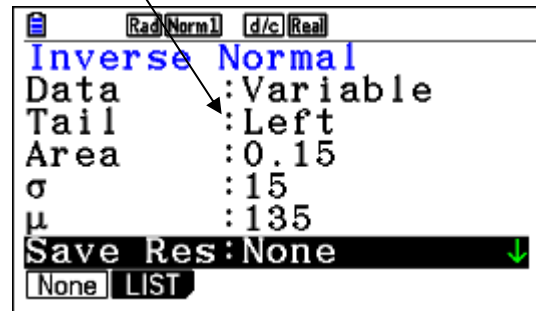 Rad Norm1 d/c Real
Inverse Normal
Data :Variable
Tail :Left
Area :0.15
σ :15
μ :135
Save Res:None
None LIST